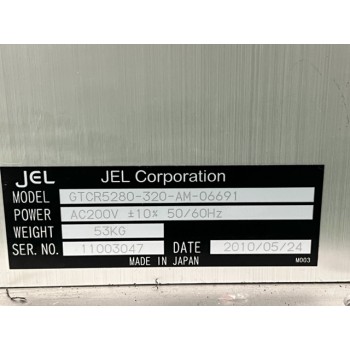 JEL JEL Corporation
MODEL GTCR5280-320-AM-06691
POWER AC200V ±10% 50/60Hz
WEIGHT 53KG
SER. NO. 11003047 DATE 2010/05/24
MADE IN JAPAN M003